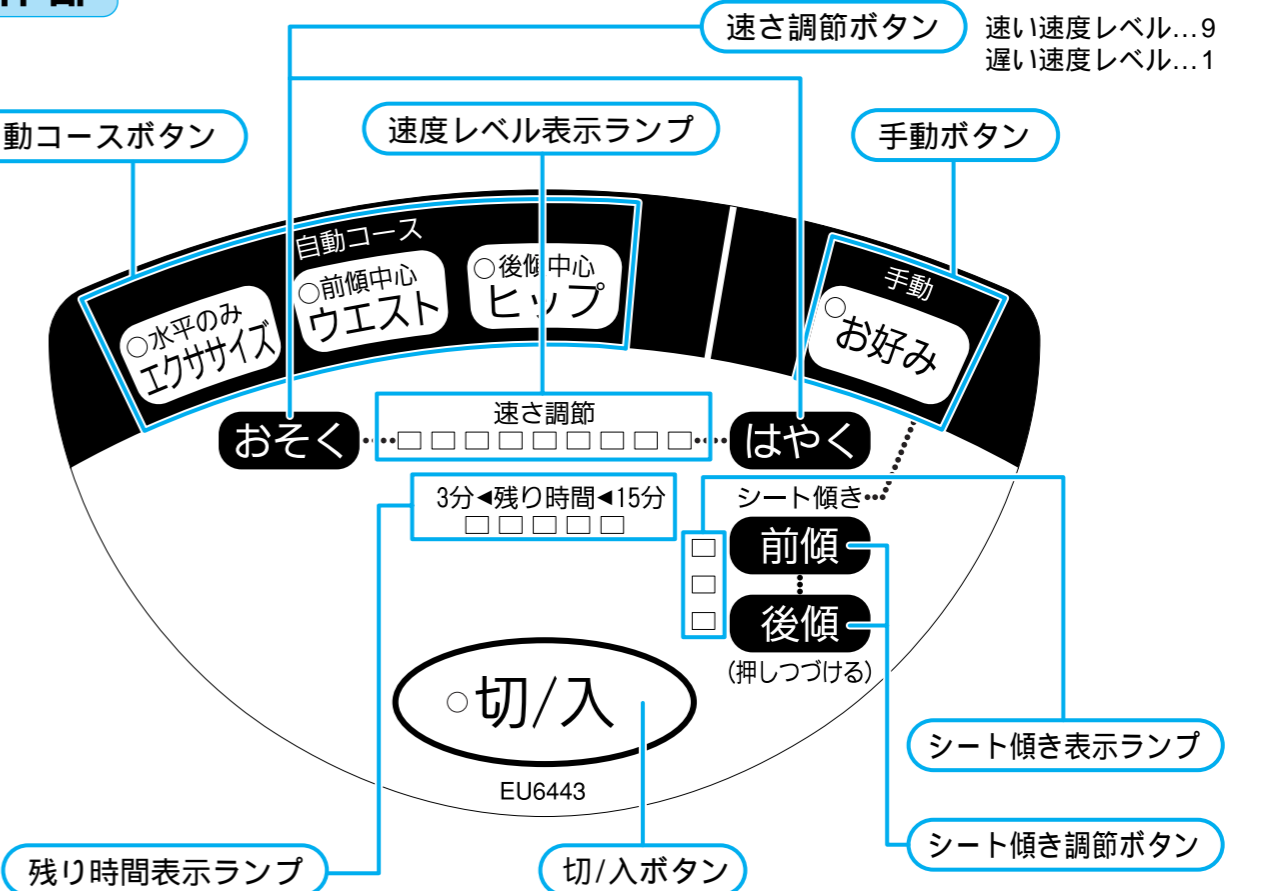 作部
速さ調節ボタン
速い速度レベル…9
遅い速度レベル…1
動コースボタン
速度レベル表示ランプ
手動ボタン
自動コース
○水平のみ
エクササイズ
○前傾中心
ウエスト
○後傾中心
ヒップ
手動
○
お好み
速さ調節
おそく
はやく
3分◀残り時間◀15分
シート傾き
前傾
後傾
(押しつづける)
○切/入
EU6443
シート傾き表示ランプ
シート傾き調節ボタン
残り時間表示ランプ
切/入ボタン